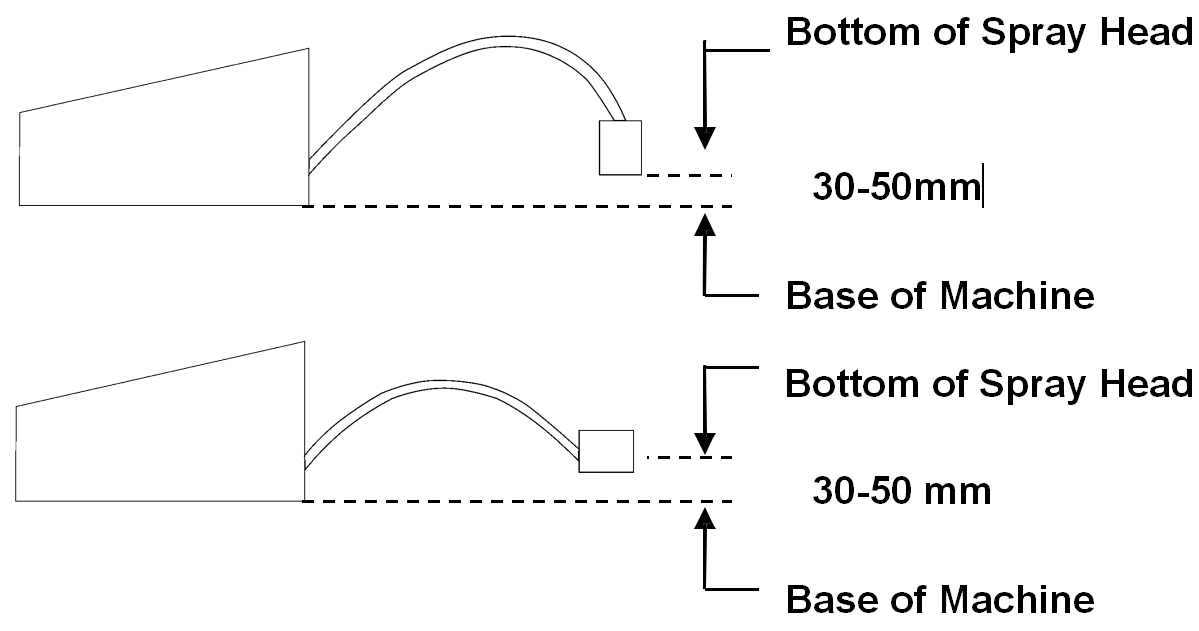 Bottom of Spray Head
30-50mm
Base of Machine
Bottom of Spray Head
30-50 mm
Base of Machine